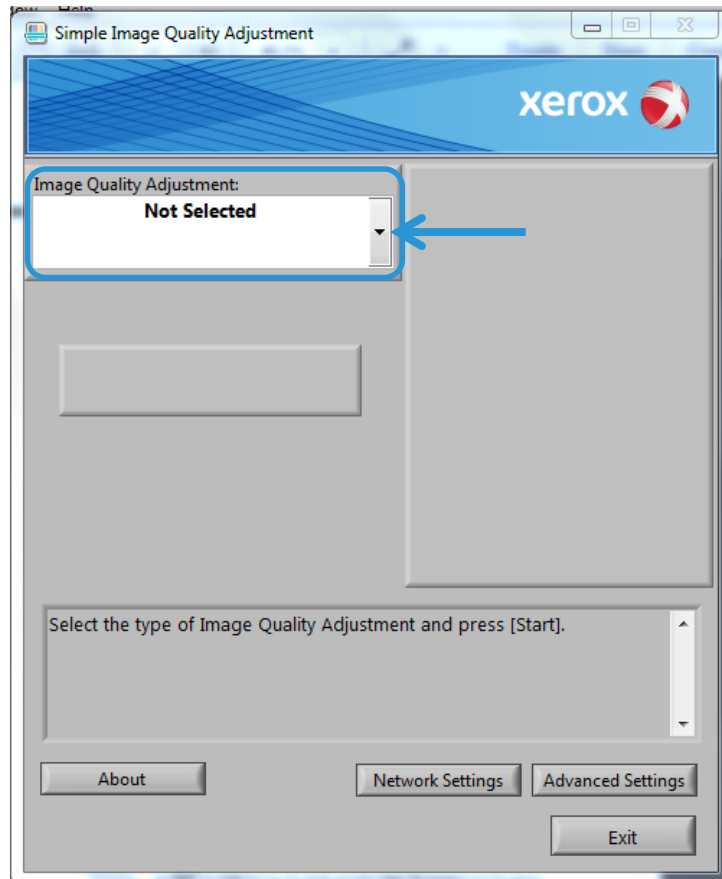 Simple Image Quality Adjustment
xerox
Image Quality Adjustment:
Not Selected
Select the type of Image Quality Adjustment and press [Start].
About
Network Settings
Advanced Settings
Exit